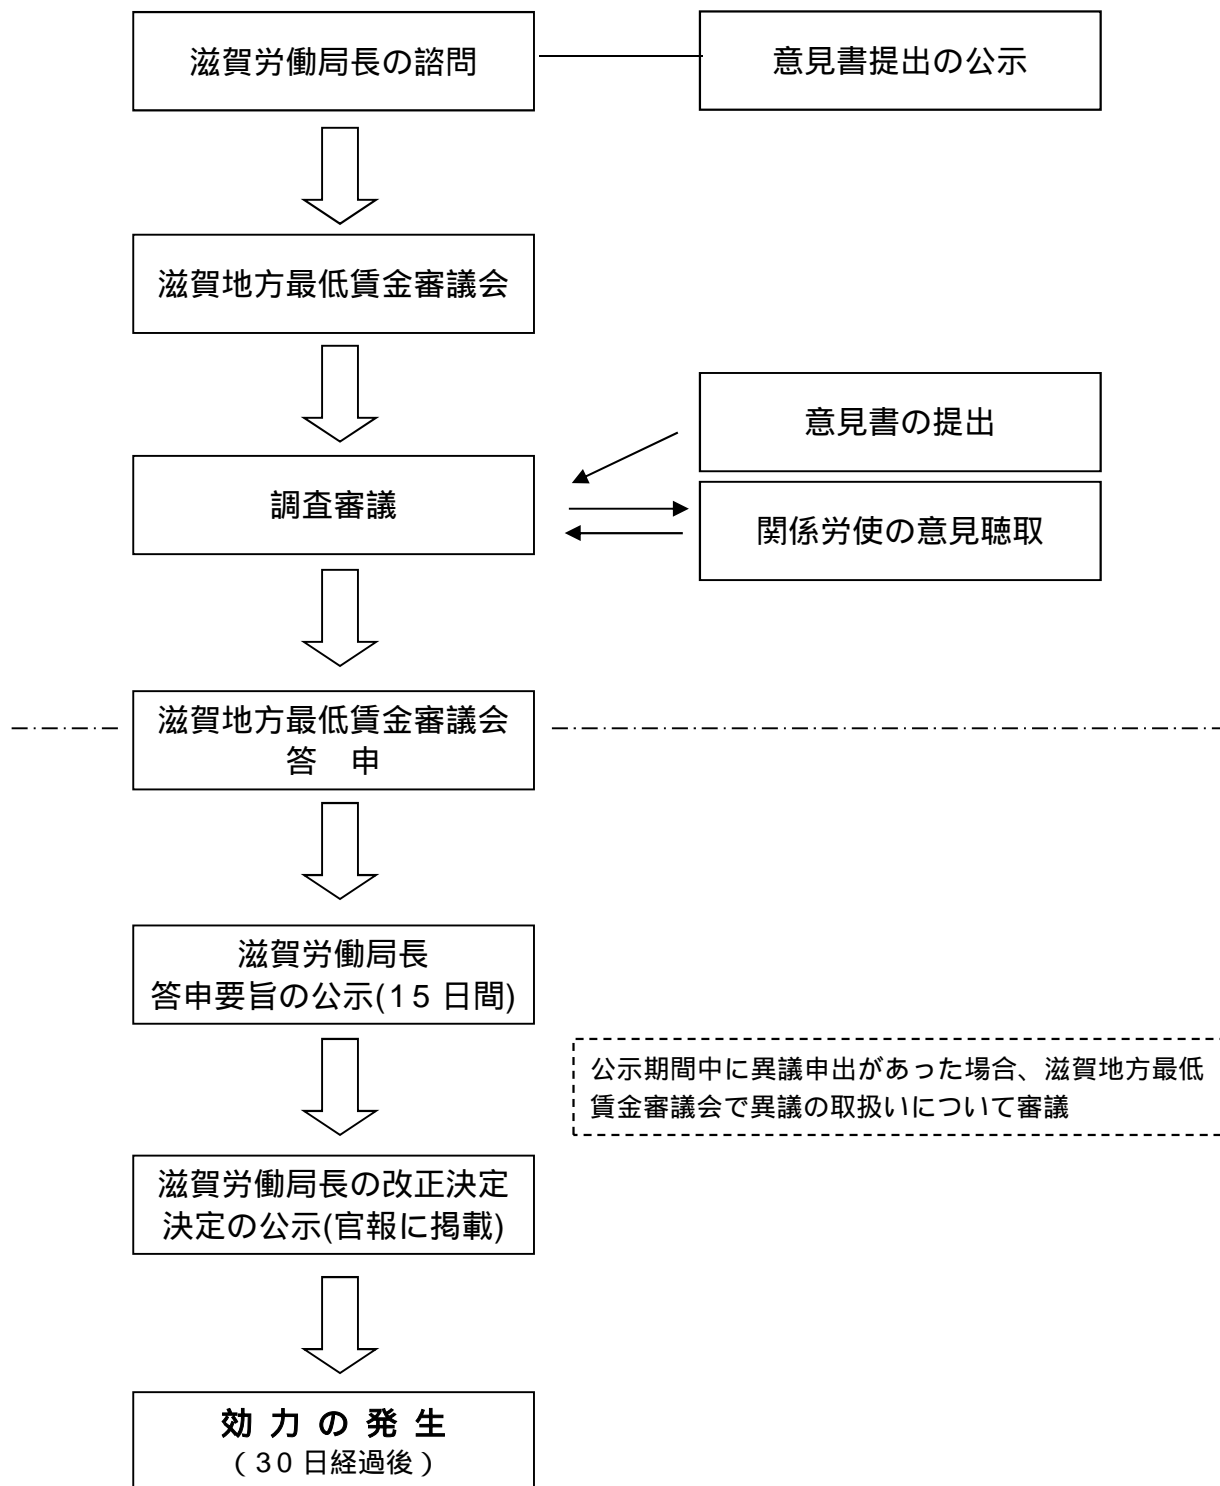 滋賀労働局長の諮問
意見書提出の公示
滋賀地方最低賃金審議会
意見書の提出
調査審議
関係労使の意見聴取
滋賀地方最低賃金審議会
答　申
滋賀労働局長
答申要旨の公示(15 日間)
公示期間中に異議申出があった場合、滋賀地方最低
賃金審議会で異議の取扱いについて審議
滋賀労働局長の改正決定
決定の公示(官報に掲載)
効 力 の 発 生
（30 日経過後）